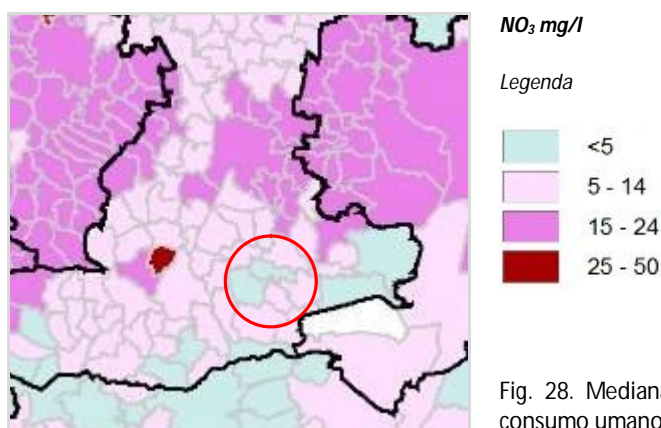 NO₃ mg/l
Legenda
<5
5 - 14
15 - 24
25 - 50
Fig. 28. Mediana
consumo umano